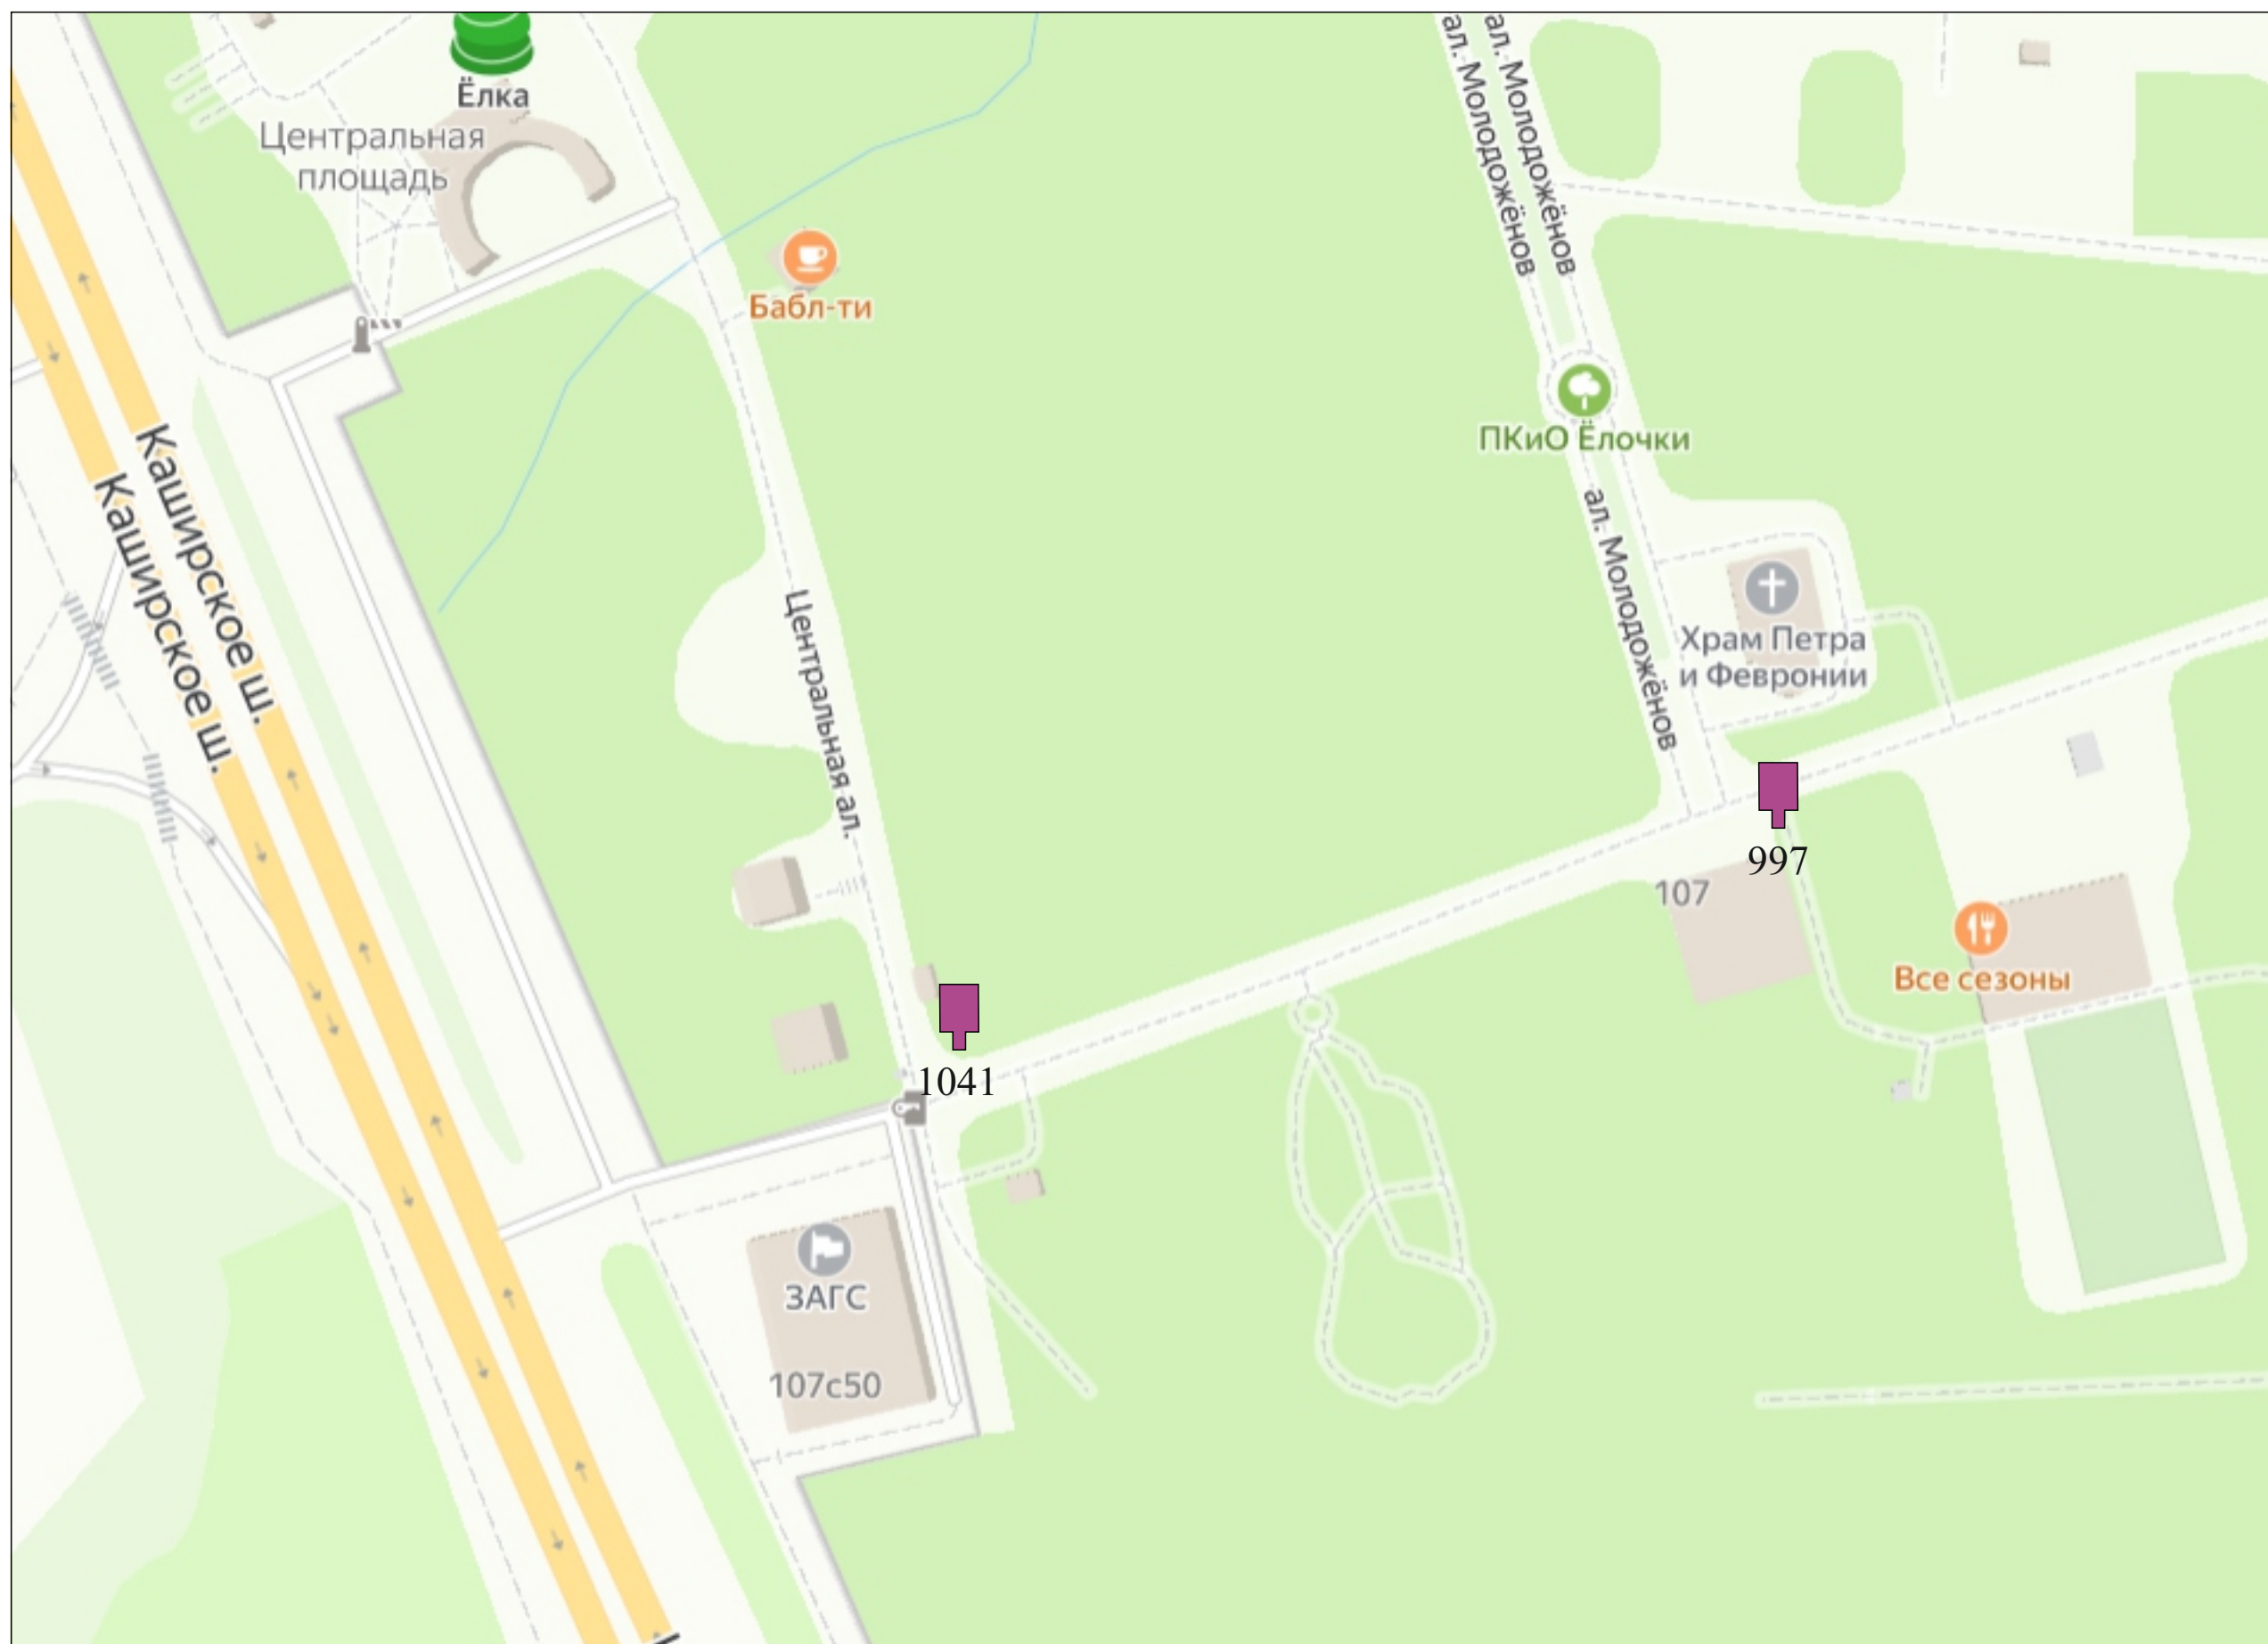 Ёлка
Центральная
площадь
Бабл-ти
ал. Молодожёнов
ал. Молодожёнов
ПКиО Ёлочки
ал. Молодожёнов
Каширское ш.
Каширское ш.
Центральная ал.
Храм Петра
и Февронии
997
107
Все сезоны
1041
ЗАГС
107с50